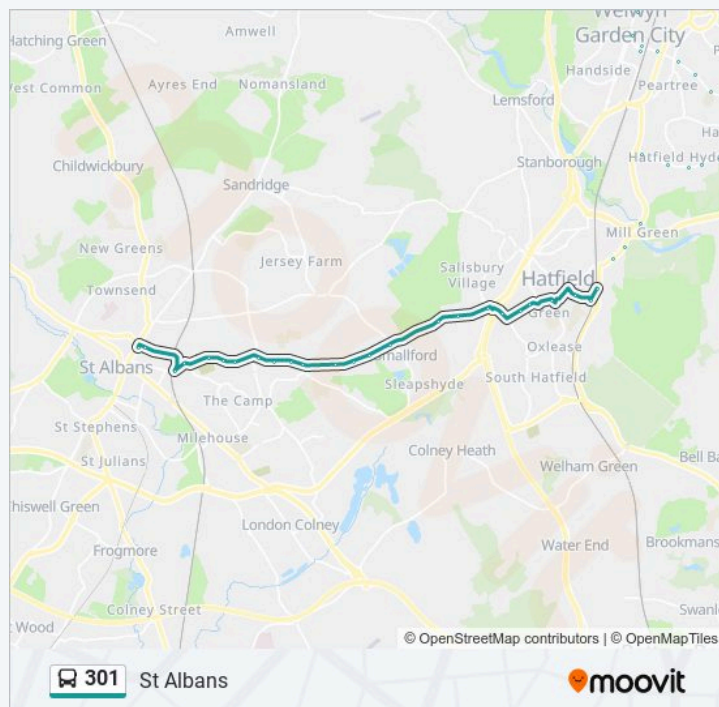 Welwyn
Garden City
Hatching Green
Amwell
Handside
West Common
Ayres End
Nomansland
Peartree
Lemsford
Childwickbury
Stanborough
Hatfield Hyde
Sandridge
Mill Green
New Greens
Jersey Farm
Salisbury
Village
Hatfield
Townsend
Green
St Albans
Smallford
Oxlease
Sleapshyde
South Hatfield
The Camp
St Stephens
Milehouse
Colney Heath
St Julians
Bell Ba
Welham Green
Chiswell Green
London Colney
Frogmore
Water End
Brookmans
Colney Street
Swanle
t Wood
© OpenStreetMap contributors | © OpenMapTiles
301 St Albans
moovit